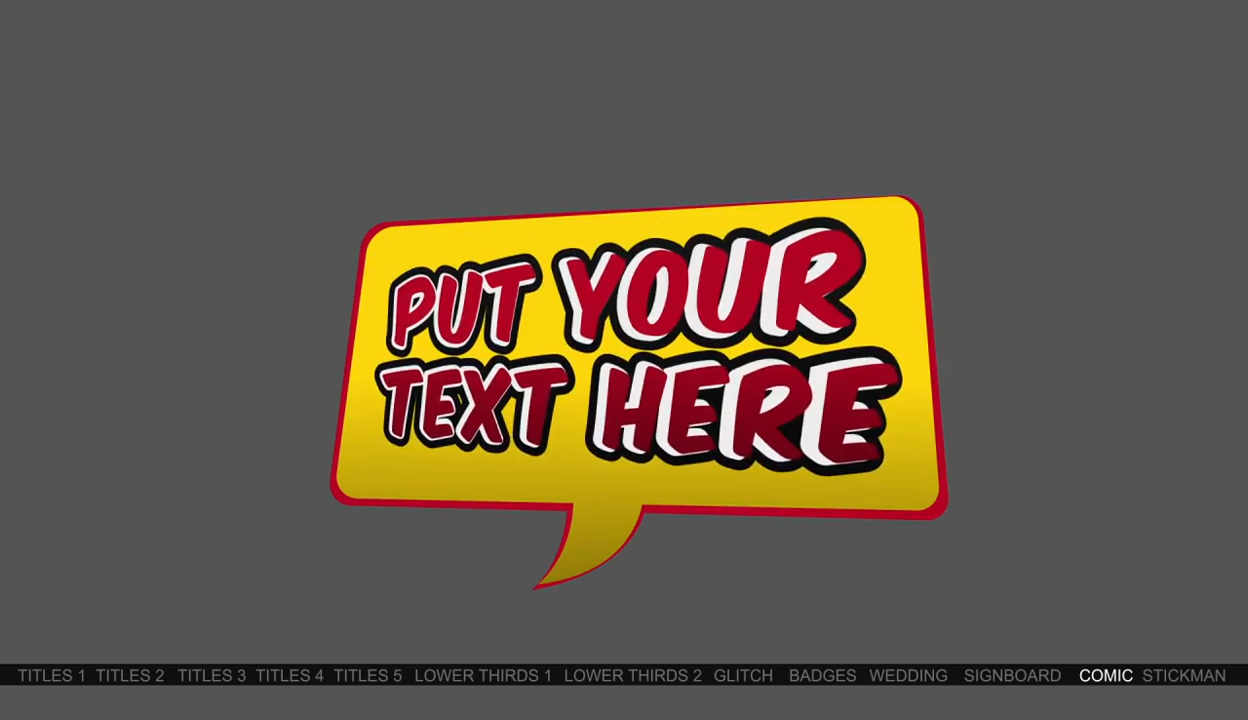 PUT YOUR
TEXT HERE
TITLES 1 TITLES 2 TITLES 3 TITLES 4 TITLES 5 LOWER THIRDS 1 LOWER THIRDS 2 GLITCH BADGES WEDDING SIGNBOARD COMIC STICKMAN